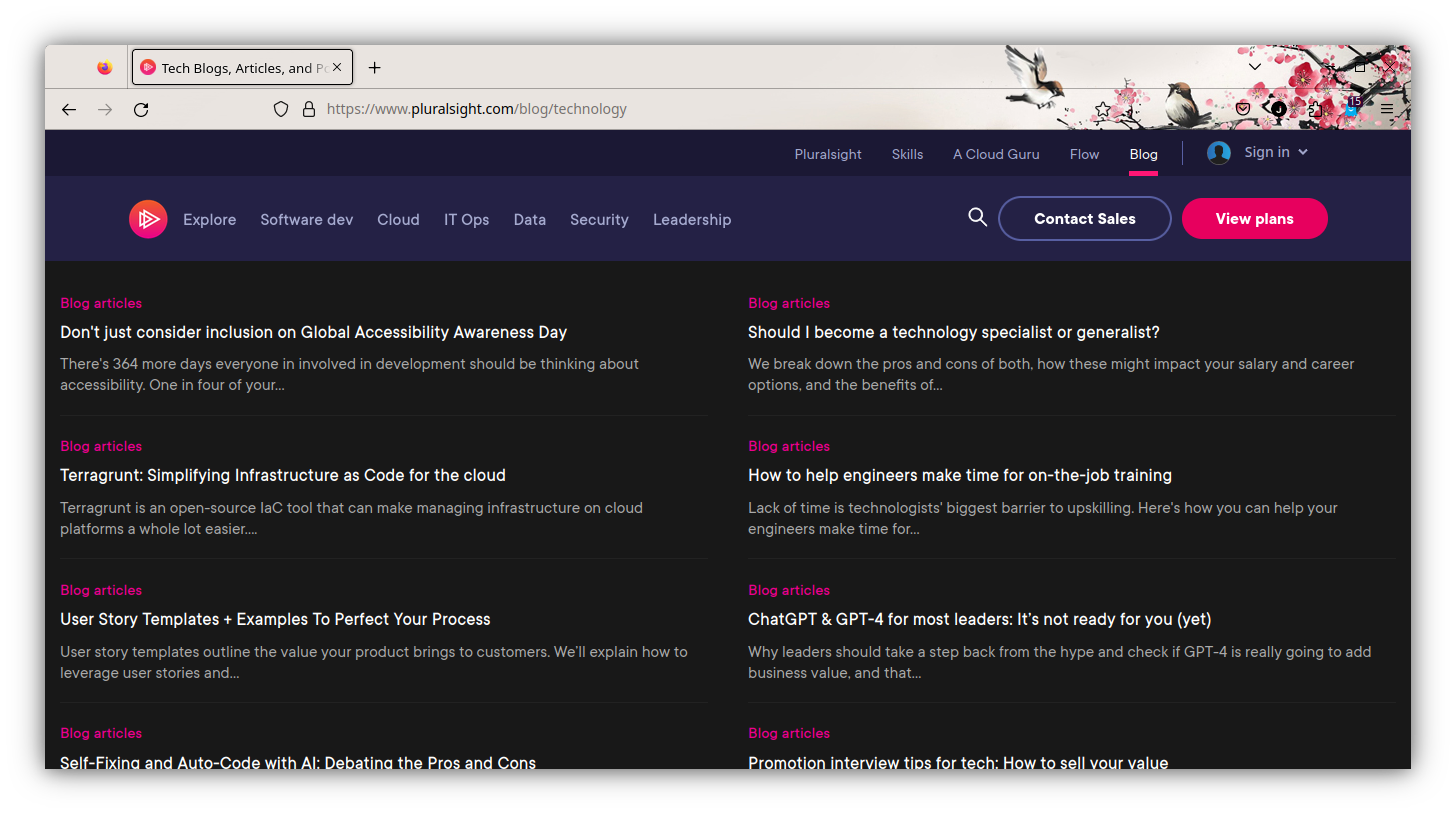 Tech Blogs, Articles, and Po
https://www.pluralsight.com/blog/technology
15
Pluralsight Skills A Cloud Guru Flow Blog Sign in
Explore Software dev Cloud IT Ops Data Security Leadership Contact Sales View plans
Blog articles
Don't just consider inclusion on Global Accessibility Awareness Day
There's 364 more days everyone in involved in development should be thinking about
accessibility. One in four of your...
Blog articles
Should I become a technology specialist or generalist?
We break down the pros and cons of both, how these might impact your salary and career
options, and the benefits of...
Blog articles
Terragrunt: Simplifying Infrastructure as Code for the cloud
Terragrunt is an open-source IaC tool that can make managing infrastructure on cloud
platforms a whole lot easier....
Blog articles
How to help engineers make time for on-the-job training
Lack of time is technologists' biggest barrier to upskilling. Here's how you can help your
engineers make time for...
Blog articles
User Story Templates + Examples To Perfect Your Process
User story templates outline the value your product brings to customers. We’ll explain how to
leverage user stories and...
Blog articles
ChatGPT & GPT-4 for most leaders: It’s not ready for you (yet)
Why leaders should take a step back from the hype and check if GPT-4 is really going to add
business value, and that...
Blog articles
Self-Fixing and Auto-Code with AI: Debating the Pros and Cons
Blog articles
Promotion interview tips for tech: How to sell your value